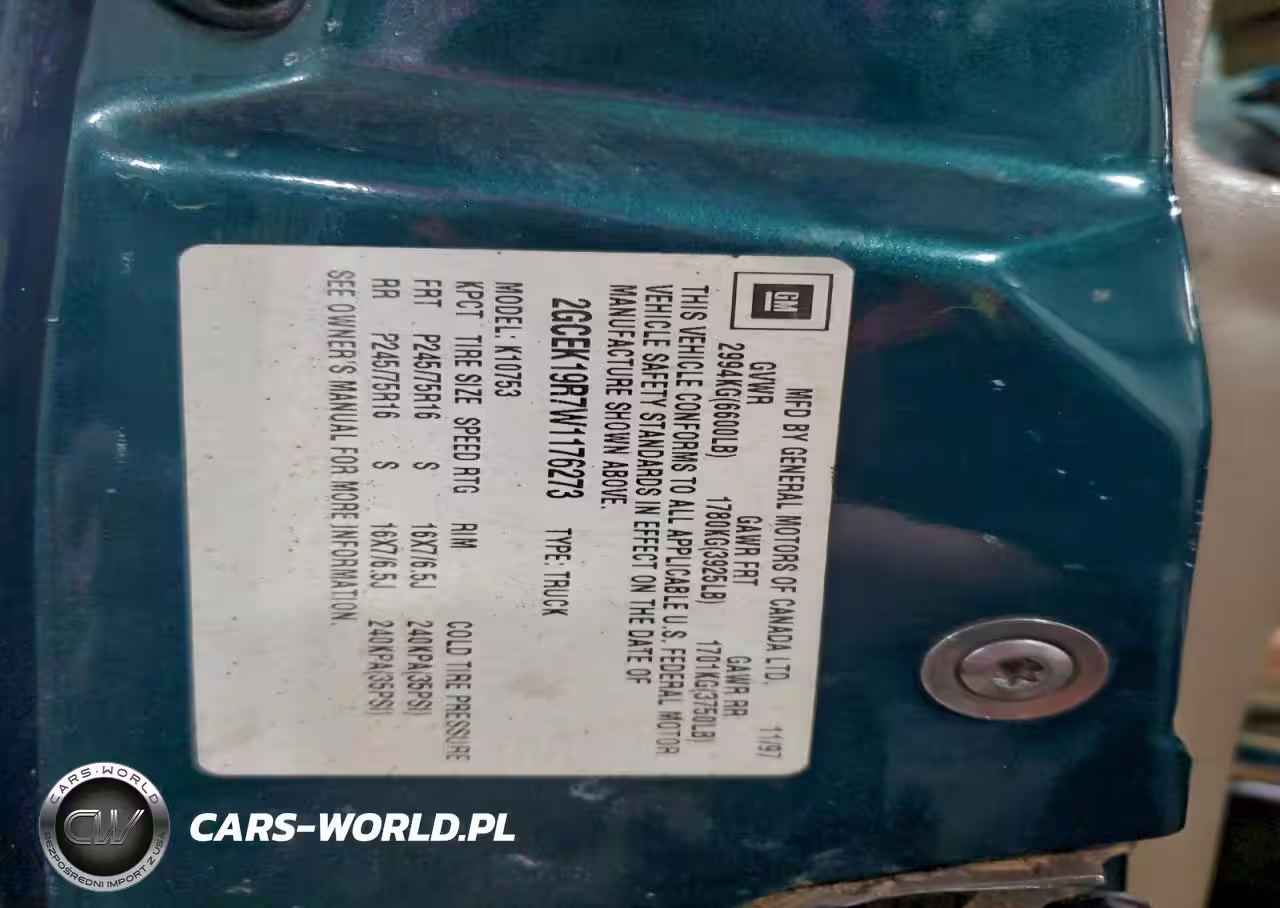 GM
MFD BY GENERAL MOTORS OF CANADA LTD. 11/97
GVWR GAWR FRT GAWR RR
2994KG(6600LB) 1780KG(3925LB) 1701KG(3750LB)
THIS VEHICLE CONFORMS TO ALL APPLICABLE U.S. FEDERAL MOTOR
VEHICLE SAFETY STANDARDS IN EFFECT ON THE DATE OF
MANUFACTURE SHOWN ABOVE.
2GCEK19R7W1176273 TYPE: TRUCK
MODEL: K10753
KPCT TIRE SIZE SPEED RTG RIM COLD TIRE PRESSURE
FRT P245/75R16 S 16X7/6.5J 240KPA(35PSI)
RR P245/75R16 S 16X7/6.5J 240KPA(35PSI)
SEE OWNER'S MANUAL FOR MORE INFORMATION.
CARS-WORLD
CW
BEZPOŚREDNI IMPORT Z USA
CARS-WORLD.PL